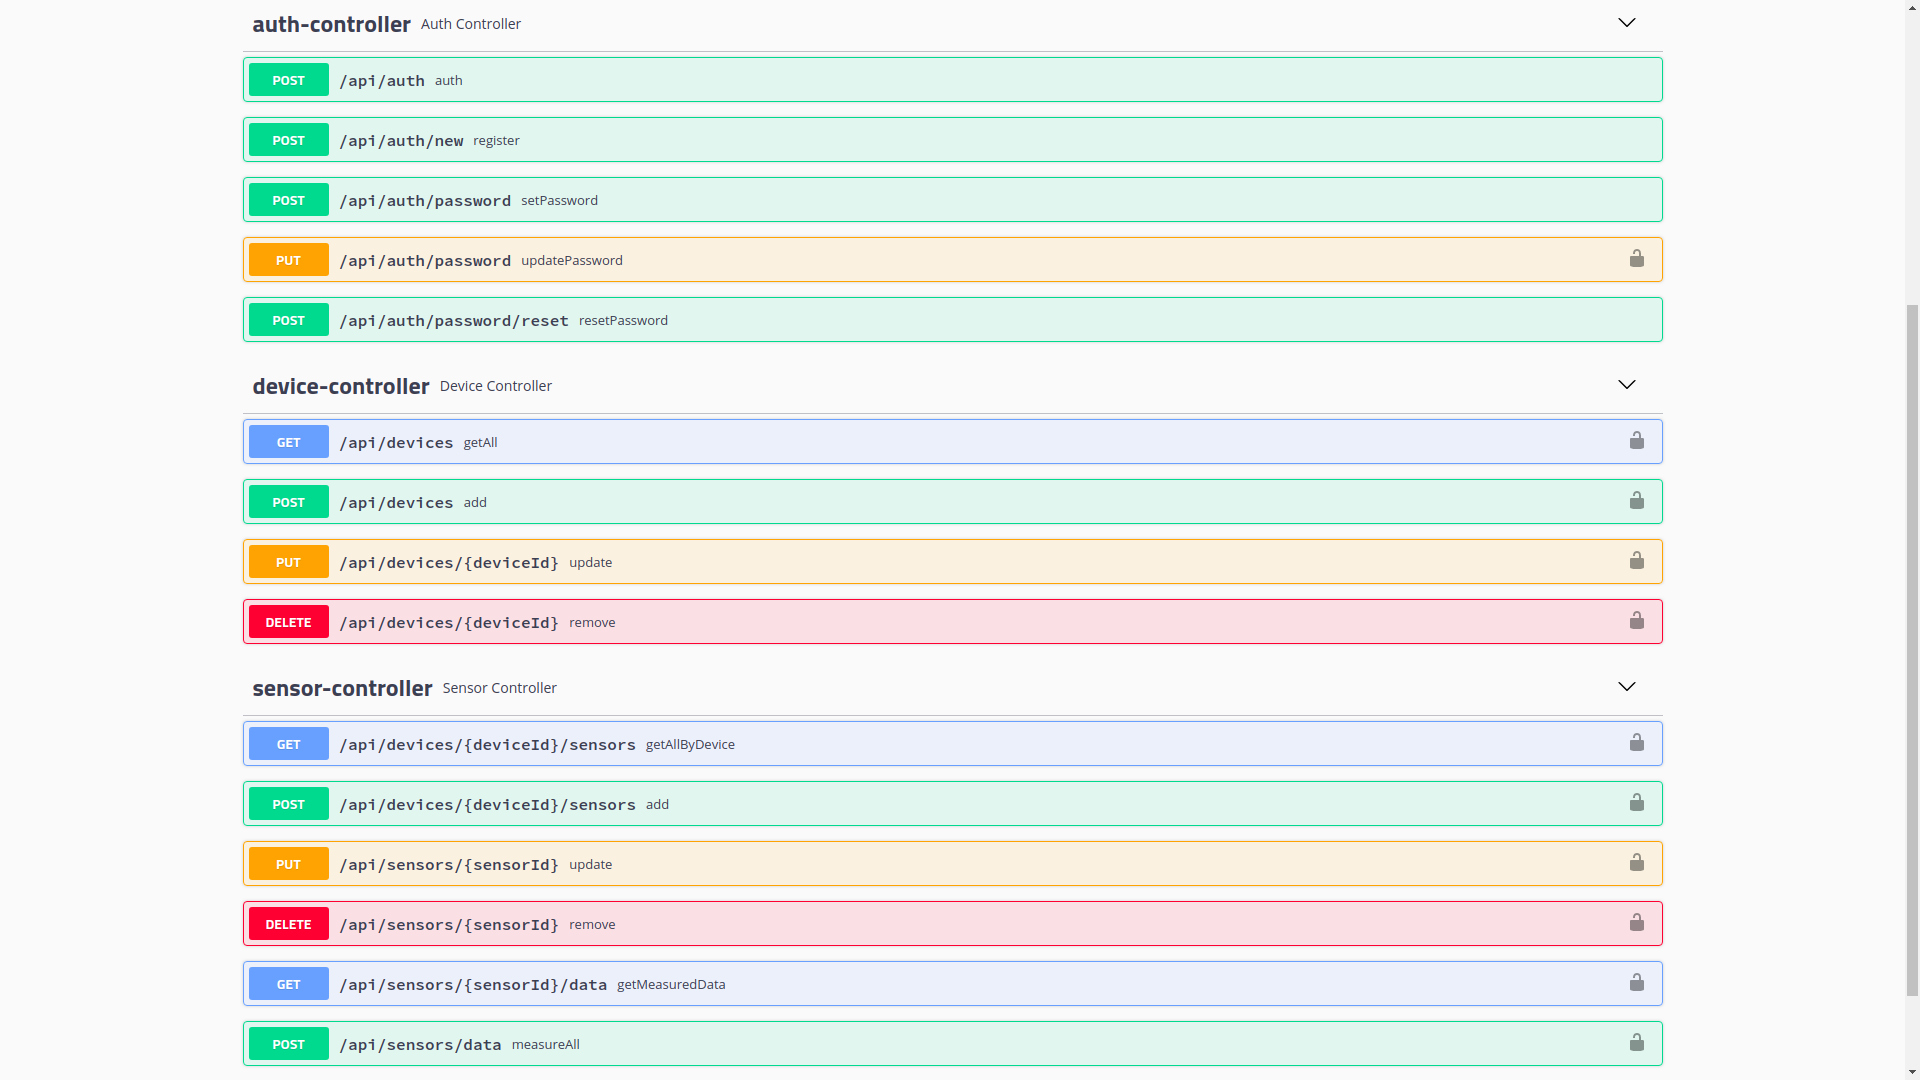 auth-controller Auth Controller
POST /api/auth auth
POST /api/auth/new register
POST /api/auth/password setPassword
PUT /api/auth/password updatePassword
POST /api/auth/password/reset resetPassword
device-controller Device Controller
GET /api/devices getAll
POST /api/devices add
PUT /api/devices/{deviceId} update
DELETE /api/devices/{deviceId} remove
sensor-controller Sensor Controller
GET /api/devices/{deviceId}/sensors getAllByDevice
POST /api/devices/{deviceId}/sensors add
PUT /api/sensors/{sensorId} update
DELETE /api/sensors/{sensorId} remove
GET /api/sensors/{sensorId}/data getMeasuredData
POST /api/sensors/data measureAll